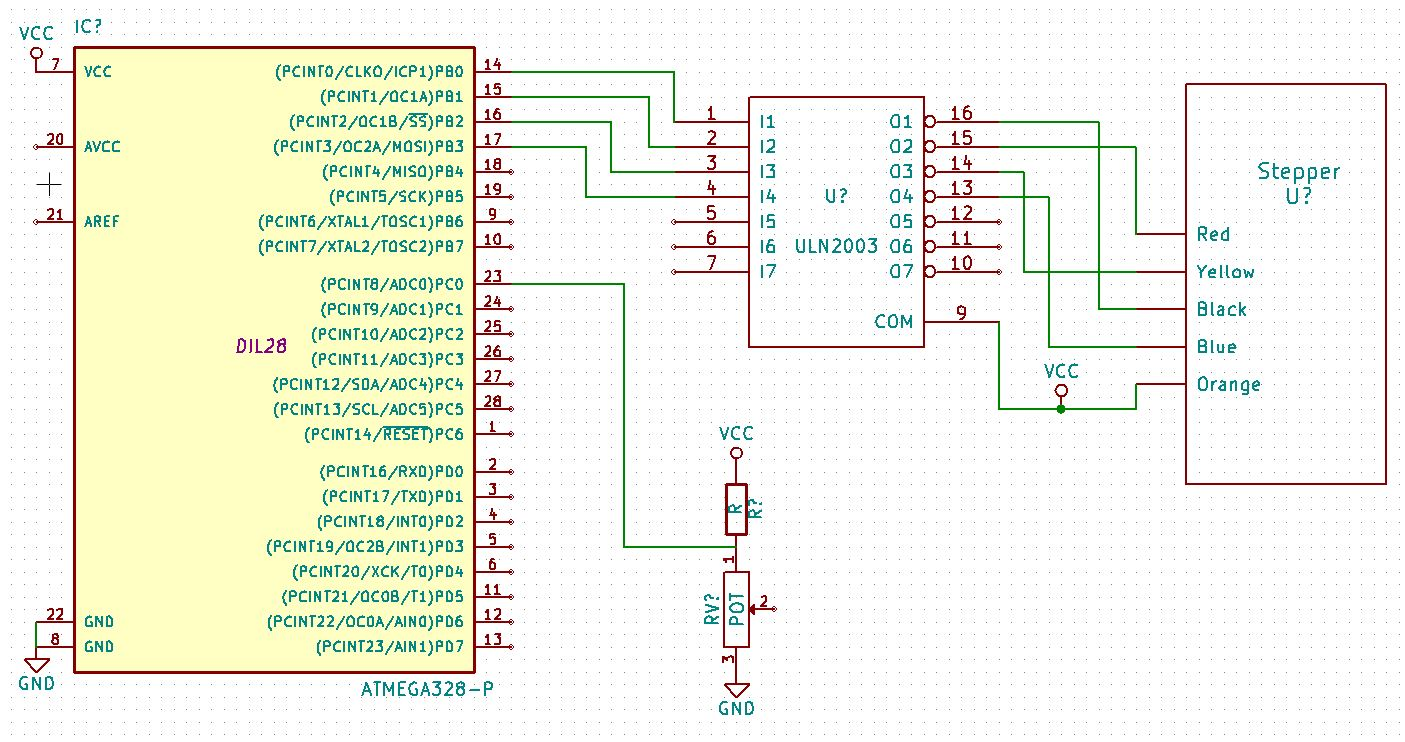 VCC
IC?
7 VCC
20 AVCC
21 AREF
22 GND
8 GND
GND
DIL28
ATMEGA328-P
(PCINT0/CLKO/ICP1)PB0 14
(PCINT1/OC1A)PB1 15
(PCINT2/OC1B/SS)PB2 16
(PCINT3/OC2A/MOSI)PB3 17
(PCINT4/MISO)PB4 18
(PCINT5/SCK)PB5 19
(PCINT6/XTAL1/TOSC1)PB6 9
(PCINT7/XTAL2/TOSC2)PB7 10
(PCINT8/ADC0)PC0 23
(PCINT9/ADC1)PC1 24
(PCINT10/ADC2)PC2 25
(PCINT11/ADC3)PC3 26
(PCINT12/SDA/ADC4)PC4 27
(PCINT13/SCL/ADC5)PC5 28
(PCINT14/RESET)PC6 1
(PCINT16/RXD)PD0 2
(PCINT17/TXD)PD1 3
(PCINT18/INT0)PD2 4
(PCINT19/OC2B/INT1)PD3 5
(PCINT20/XCK/T0)PD4 6
(PCINT21/OC0B/T1)PD5 11
(PCINT22/OC0A/AIN0)PD6 12
(PCINT23/AIN1)PD7 13
1 I1 O1 16
2 I2 O2 15
3 I3 O3 14
4 I4 U? O4 13
5 I5 O5 12
6 I6 ULN2003 O6 11
7 I7 O7 10
COM 9
VCC
R R?
1
RV? POT 2
3
GND
VCC
Stepper
U?
Red
Yellow
Black
Blue
Orange